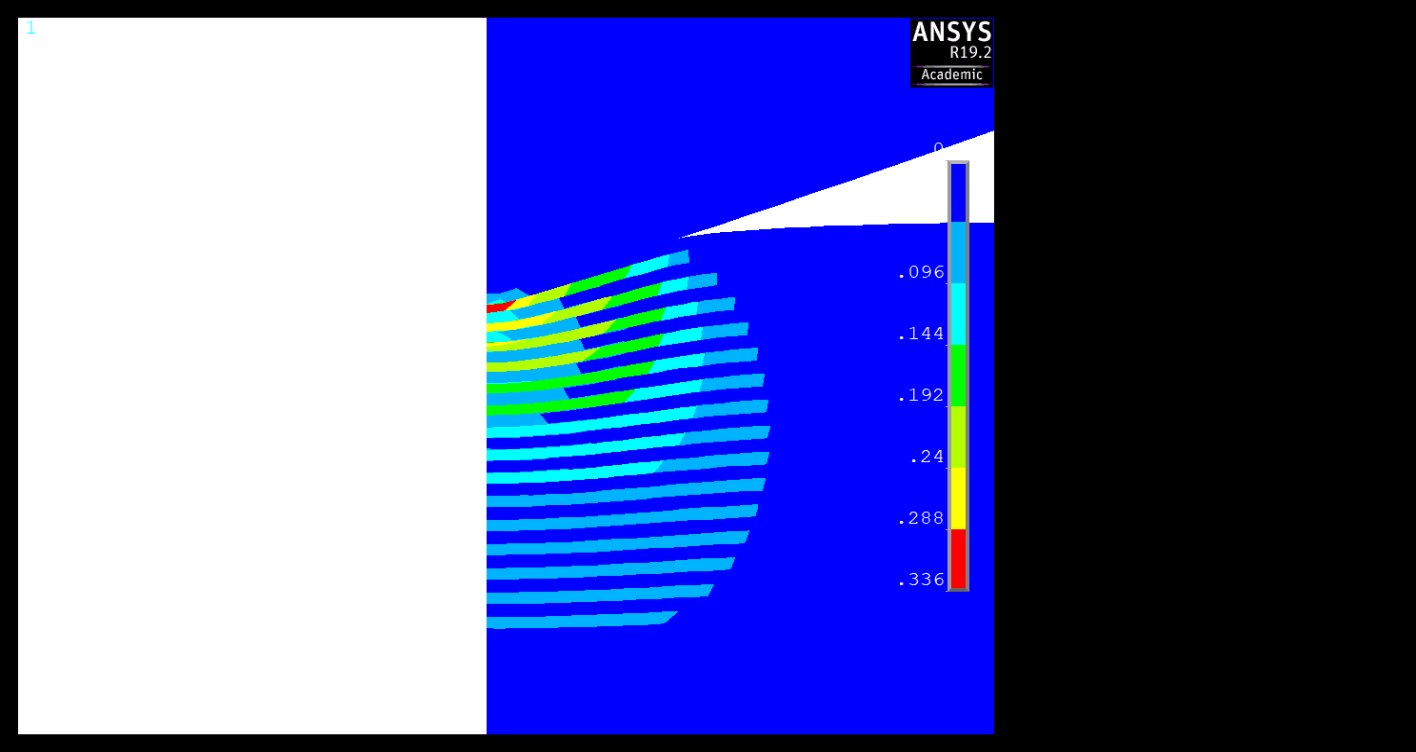 1
ANSYS
R19.2
Academic
0
.096
.144
.192
.24
.288
.336